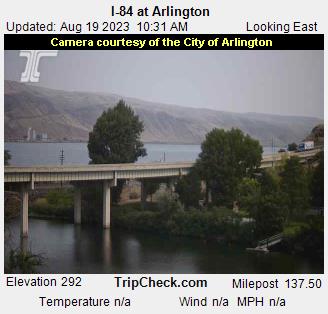 I-84 at Arlington
Updated: Aug 19 2023 10:31 AM Looking East
Camera courtesy of the City of Arlington
Elevation 292 TripCheck.com Milepost 137.50
Temperature n/a Wind n/a MPH n/a